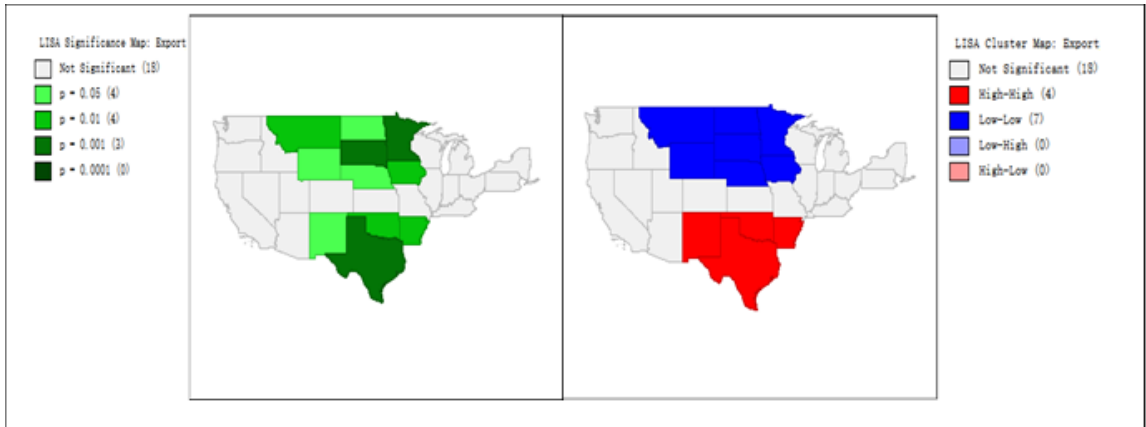 LISA Significance Map: Export
Not Significant (18)
p = 0.05 (4)
p = 0.01 (4)
p = 0.001 (3)
p = 0.0001 (0)
LISA Cluster Map: Export
Not Significant (18)
High-High (4)
Low-Low (7)
Low-High (0)
High-Low (0)